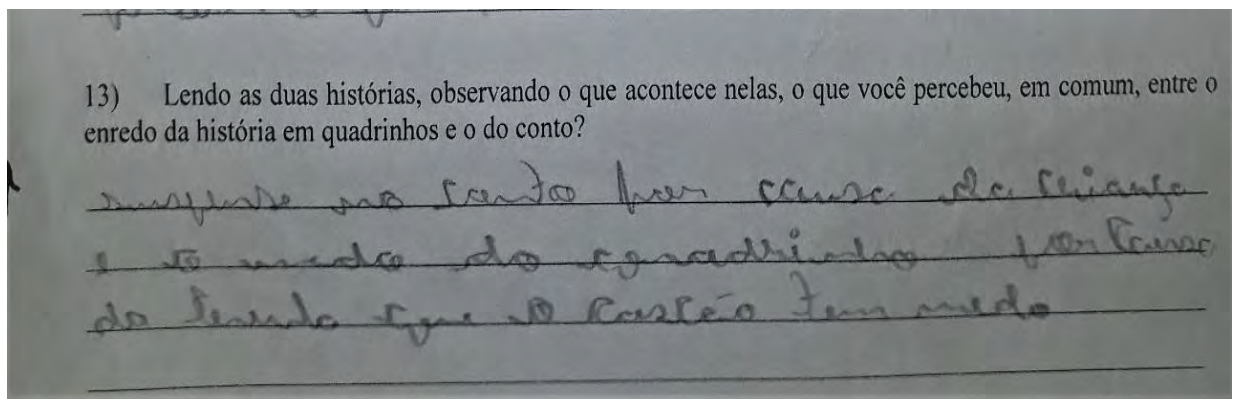 13) Lendo as duas histórias, observando o que acontece nelas, o que você percebeu, em comum, entre o
enredo da história em quadrinhos e o do conto?
suspense no conto por causa da criança
e o medo do quadrinho por causa
do que o Cascão tem medo